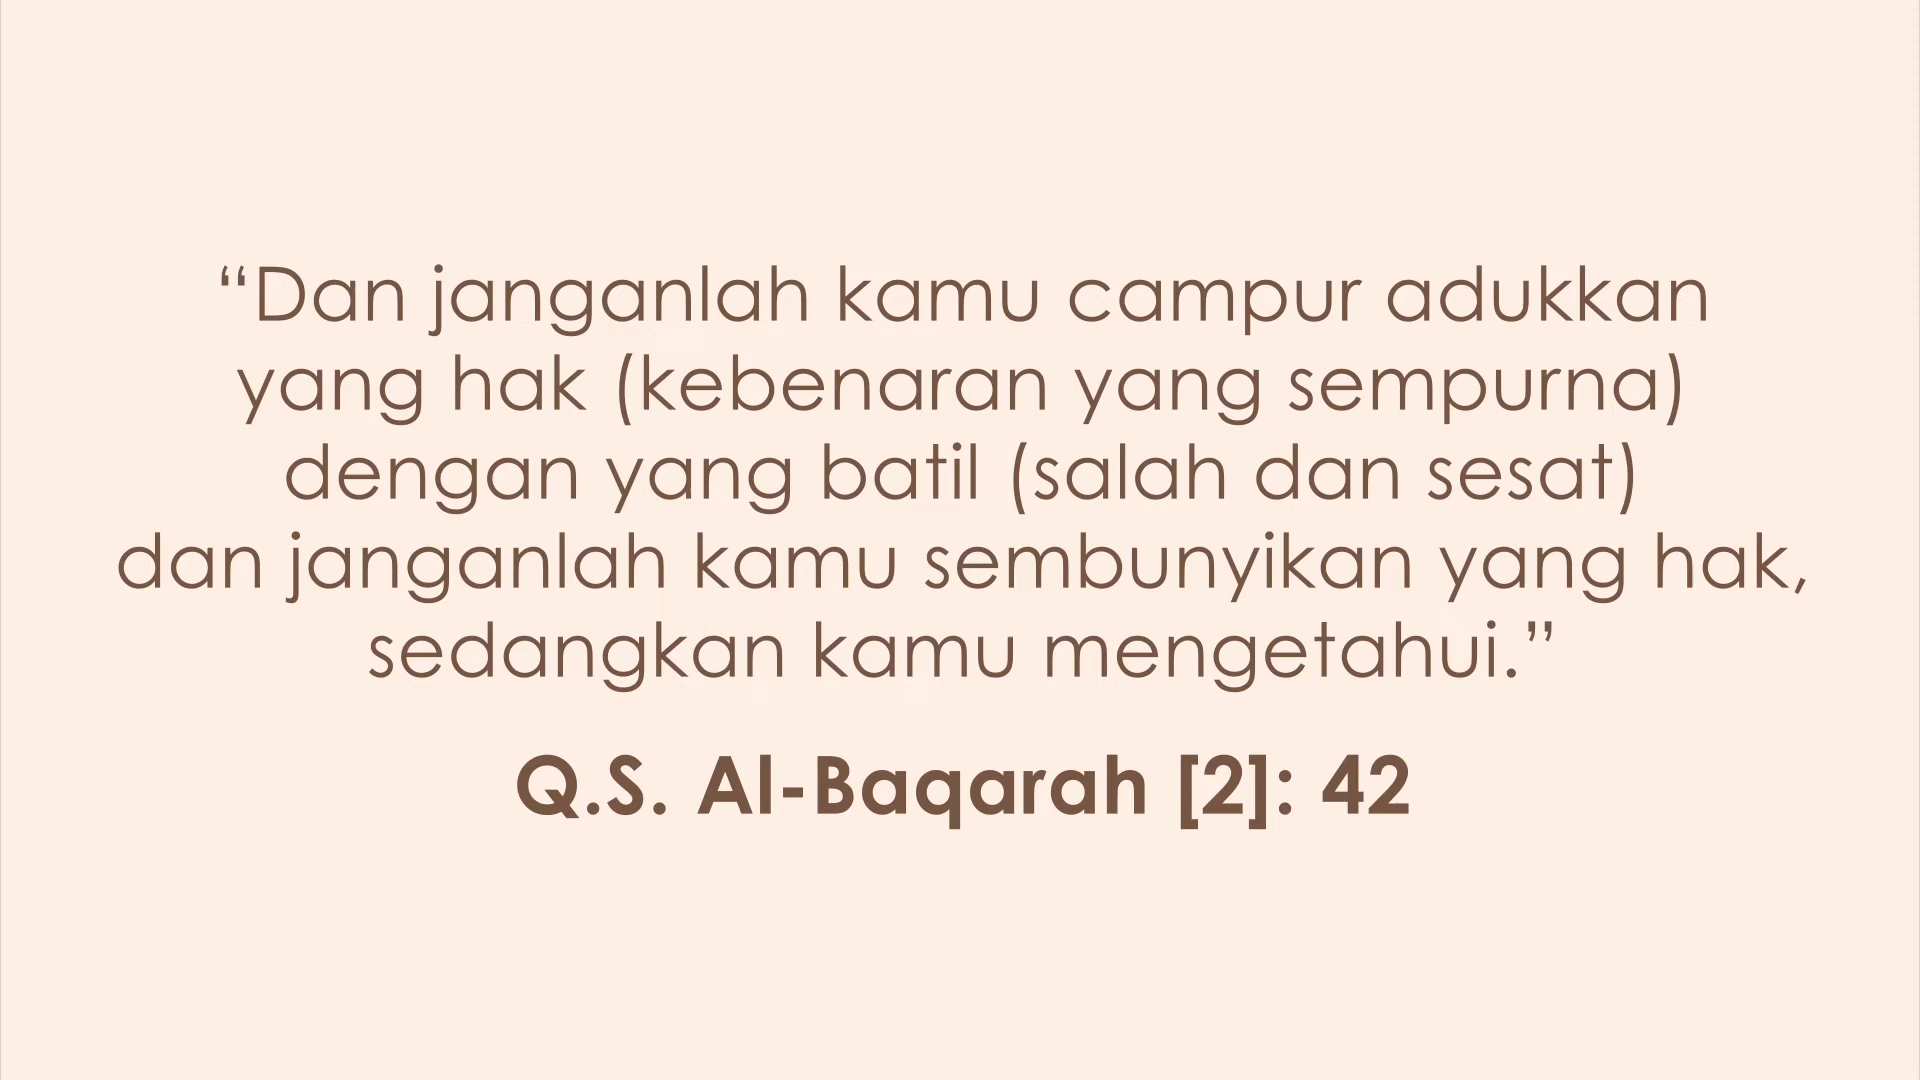 “Dan janganlah kamu campur adukkan
yang hak (kebenaran yang sempurna)
dengan yang batil (salah dan sesat)
dan janganlah kamu sembunyikan yang hak,
sedangkan kamu mengetahui.”
Q.S. Al-Baqarah [2]: 42